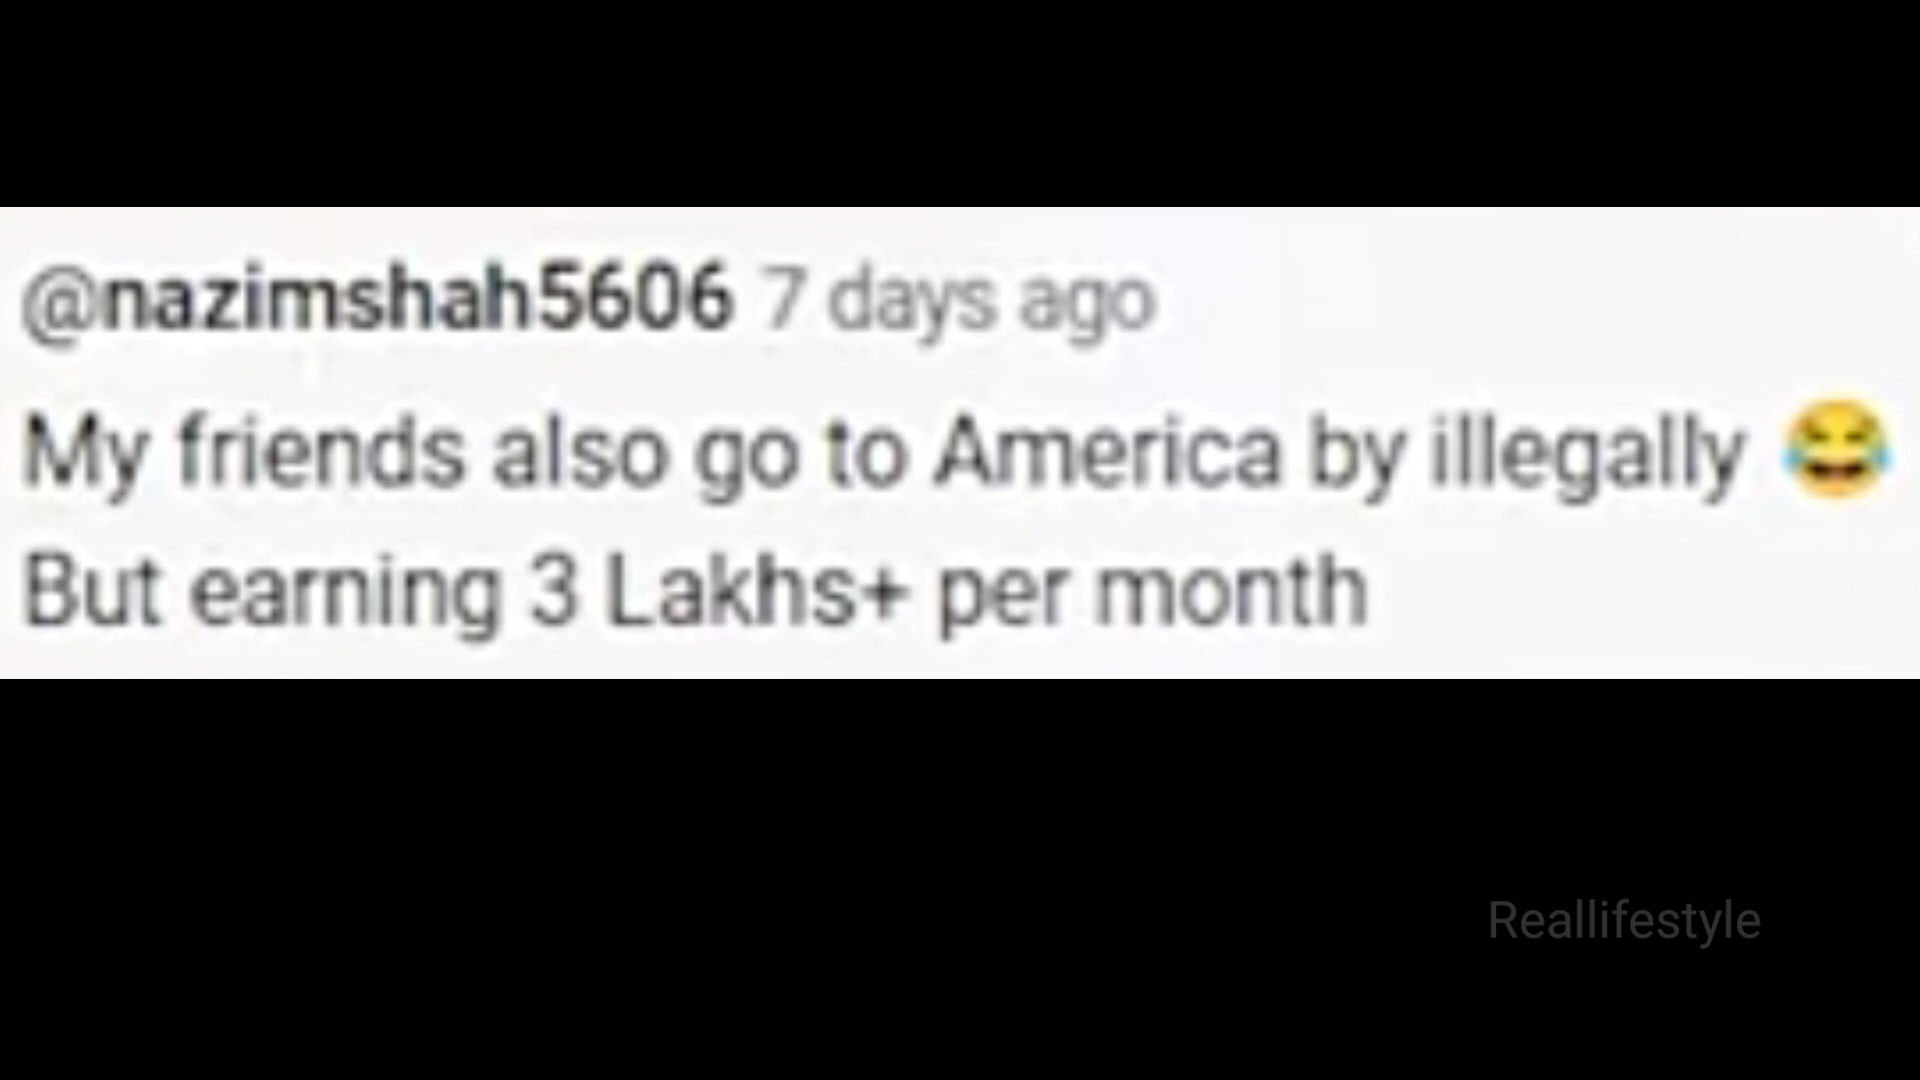 @nazimshah5606 7 days ago
My friends also go to America by illegally 😂
But earning 3 Lakhs+ per month
Reallifestyle